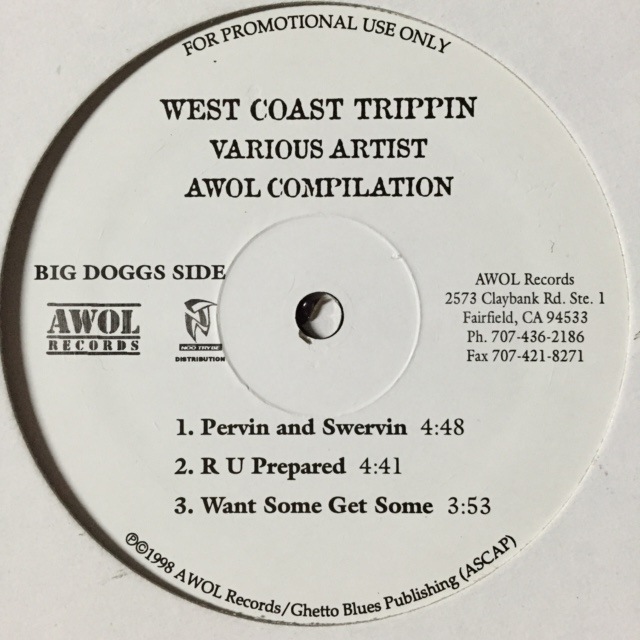 FOR PROMOTIONAL USE ONLY
WEST COAST TRIPPIN
VARIOUS ARTIST
AWOL COMPILATION
BIG DOGGS SIDE
AWOL
RECORDS
NOO TRYBE
DISTRIBUTION
AWOL Records
2573 Claybank Rd. Ste. 1
Fairfield, CA 94533
Ph. 707-436-2186
Fax 707-421-8271
1. Pervin and Swervin 4:48
2. R U Prepared 4:41
3. Want Some Get Some 3:53
℗©1998 AWOL Records/Ghetto Blues Publishing (ASCAP)